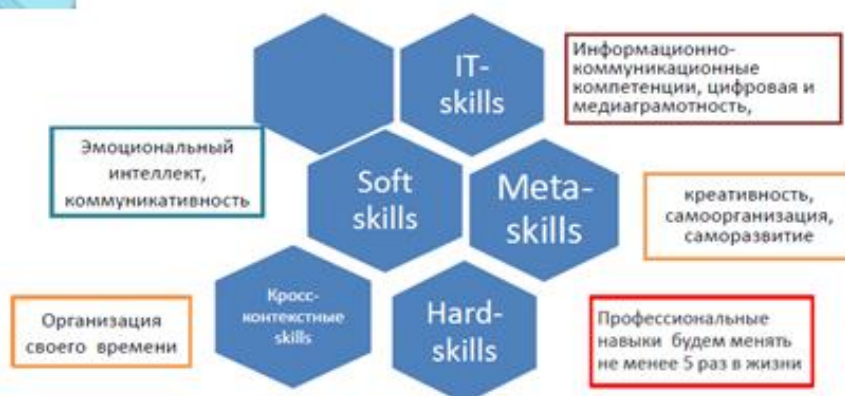 IT-
skills
Информационно-
коммуникационные
компетенции, цифровая и
медиаграмотность,
Эмоциональный
интеллект,
коммуникативность
Soft
skills
Meta-
skills
креативность,
самоорганизация,
саморазвитие
Организация
своего времени
Кросс-
контекстные
skills
Hard-
skills
Профессиональные
навыки будем менять
не менее 5 раз в жизни